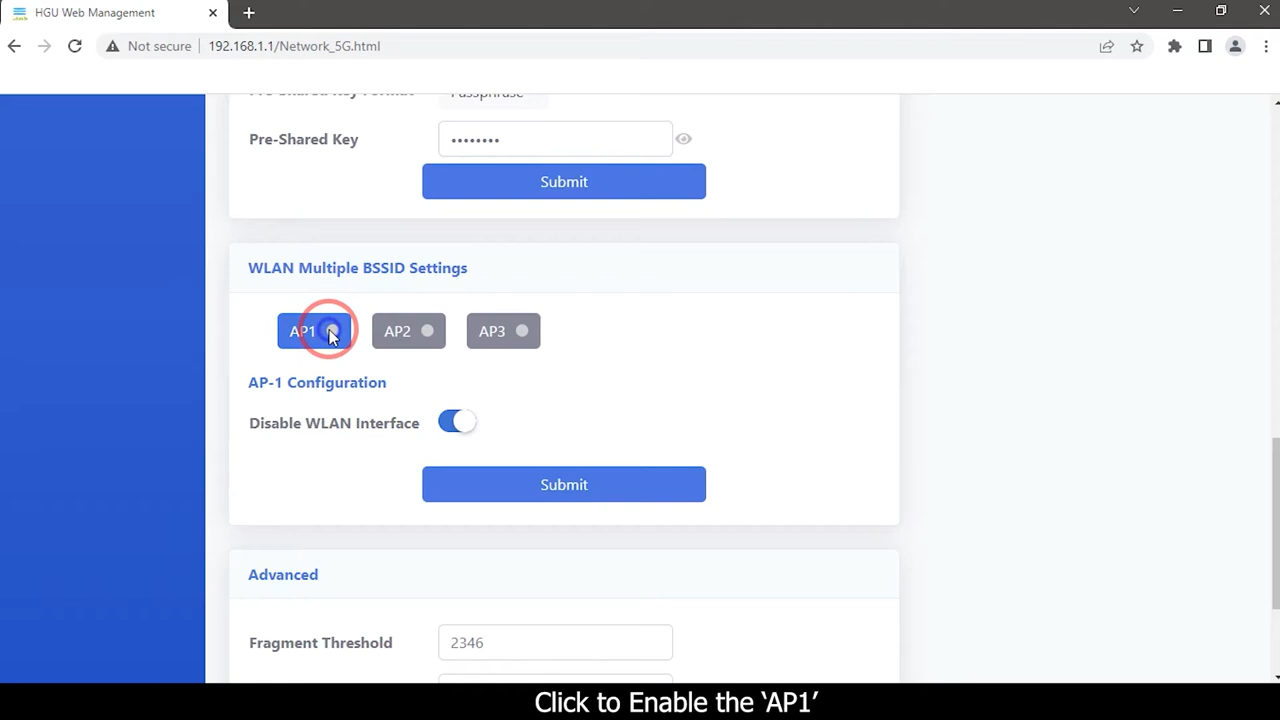 HGU Web Management
Not secure
192.168.1.1/Network_5G.html
Pre-Shared Key Format
Passphrase
Pre-Shared Key
••••••••
Submit
WLAN Multiple BSSID Settings
AP1
AP2
AP3
AP-1 Configuration
Disable WLAN Interface
Submit
Advanced
Fragment Threshold
2346
Click to Enable the ‘AP1’